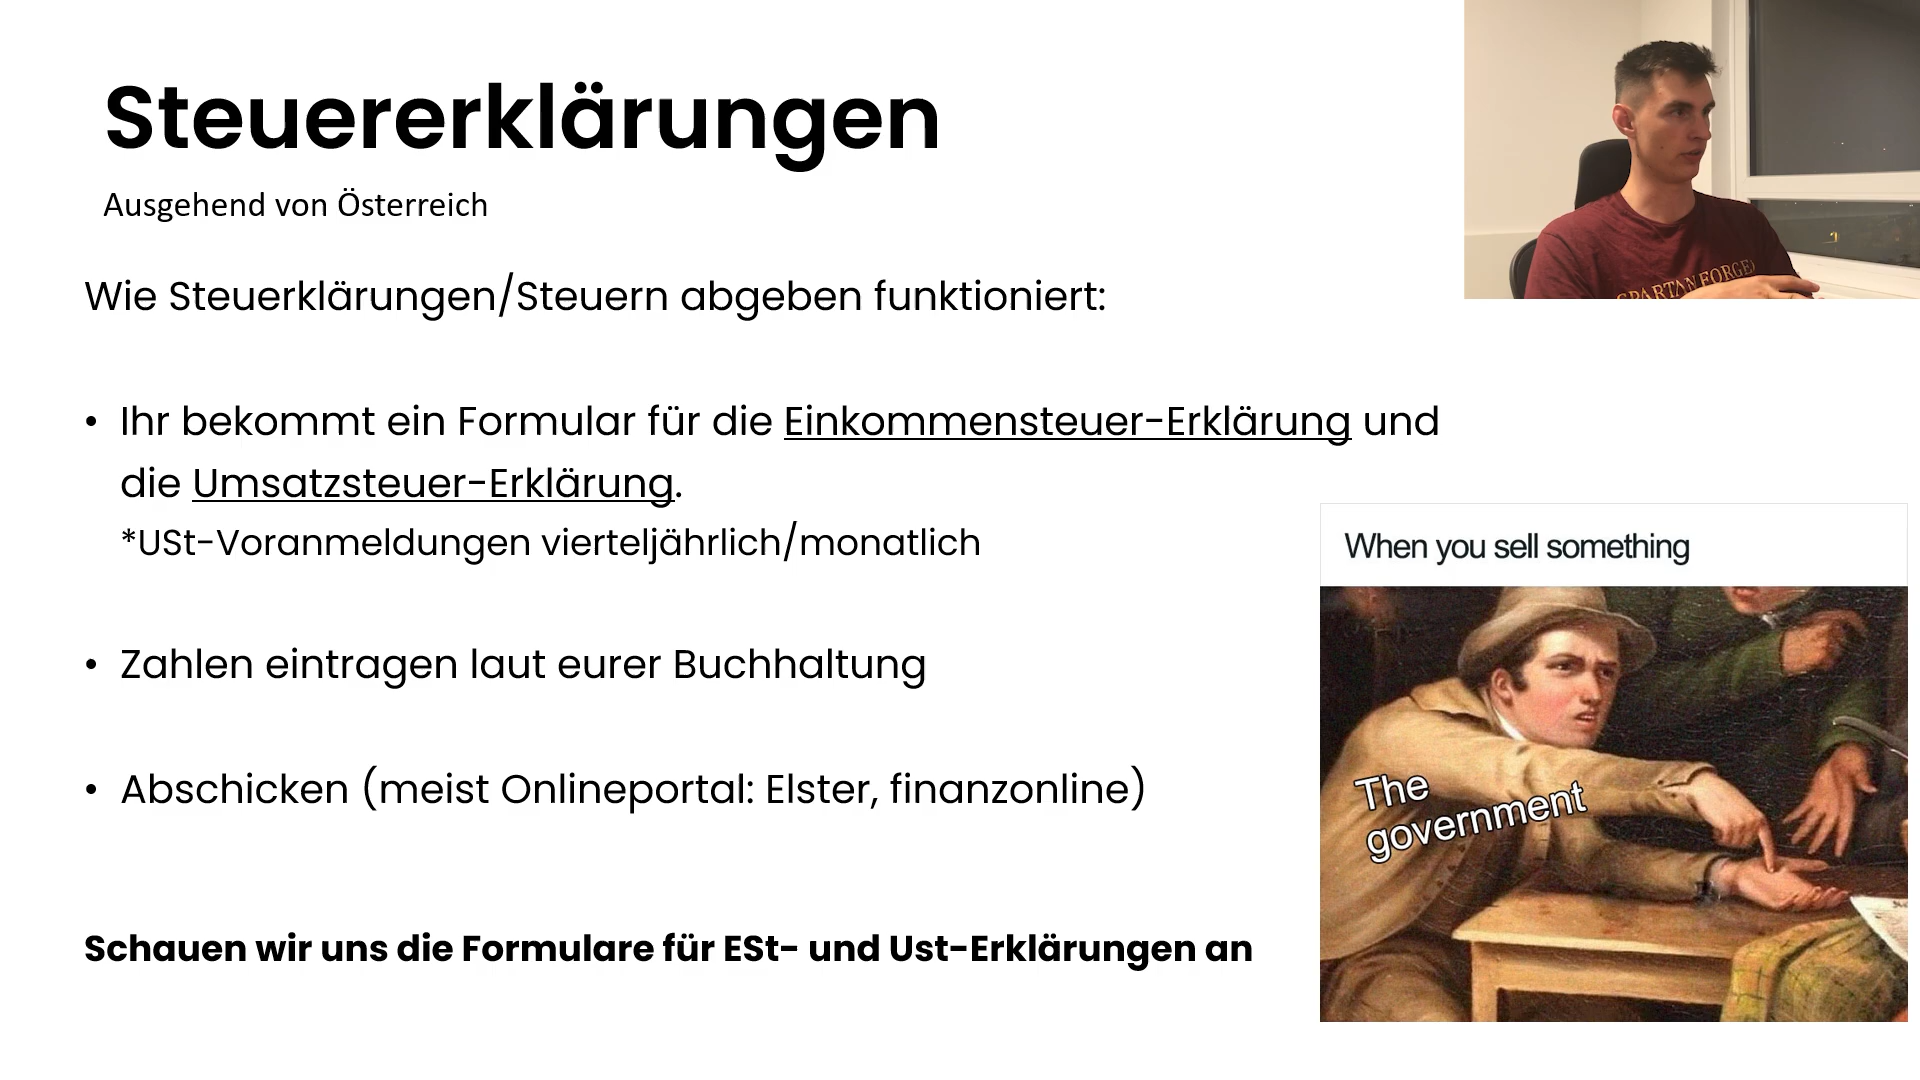 Steuererklärungen
Ausgehend von Österreich
Wie Steuerklärungen/Steuern abgeben funktioniert:
• Ihr bekommt ein Formular für die Einkommensteuer-Erklärung und
die Umsatzsteuer-Erklärung.
*USt-Voranmeldungen vierteljährlich/monatlich
• Zahlen eintragen laut eurer Buchhaltung
• Abschicken (meist Onlineportal: Elster, finanzonline)
Schauen wir uns die Formulare für ESt- und Ust-Erklärungen an
SPARTAN FORGED
When you sell something
The
government